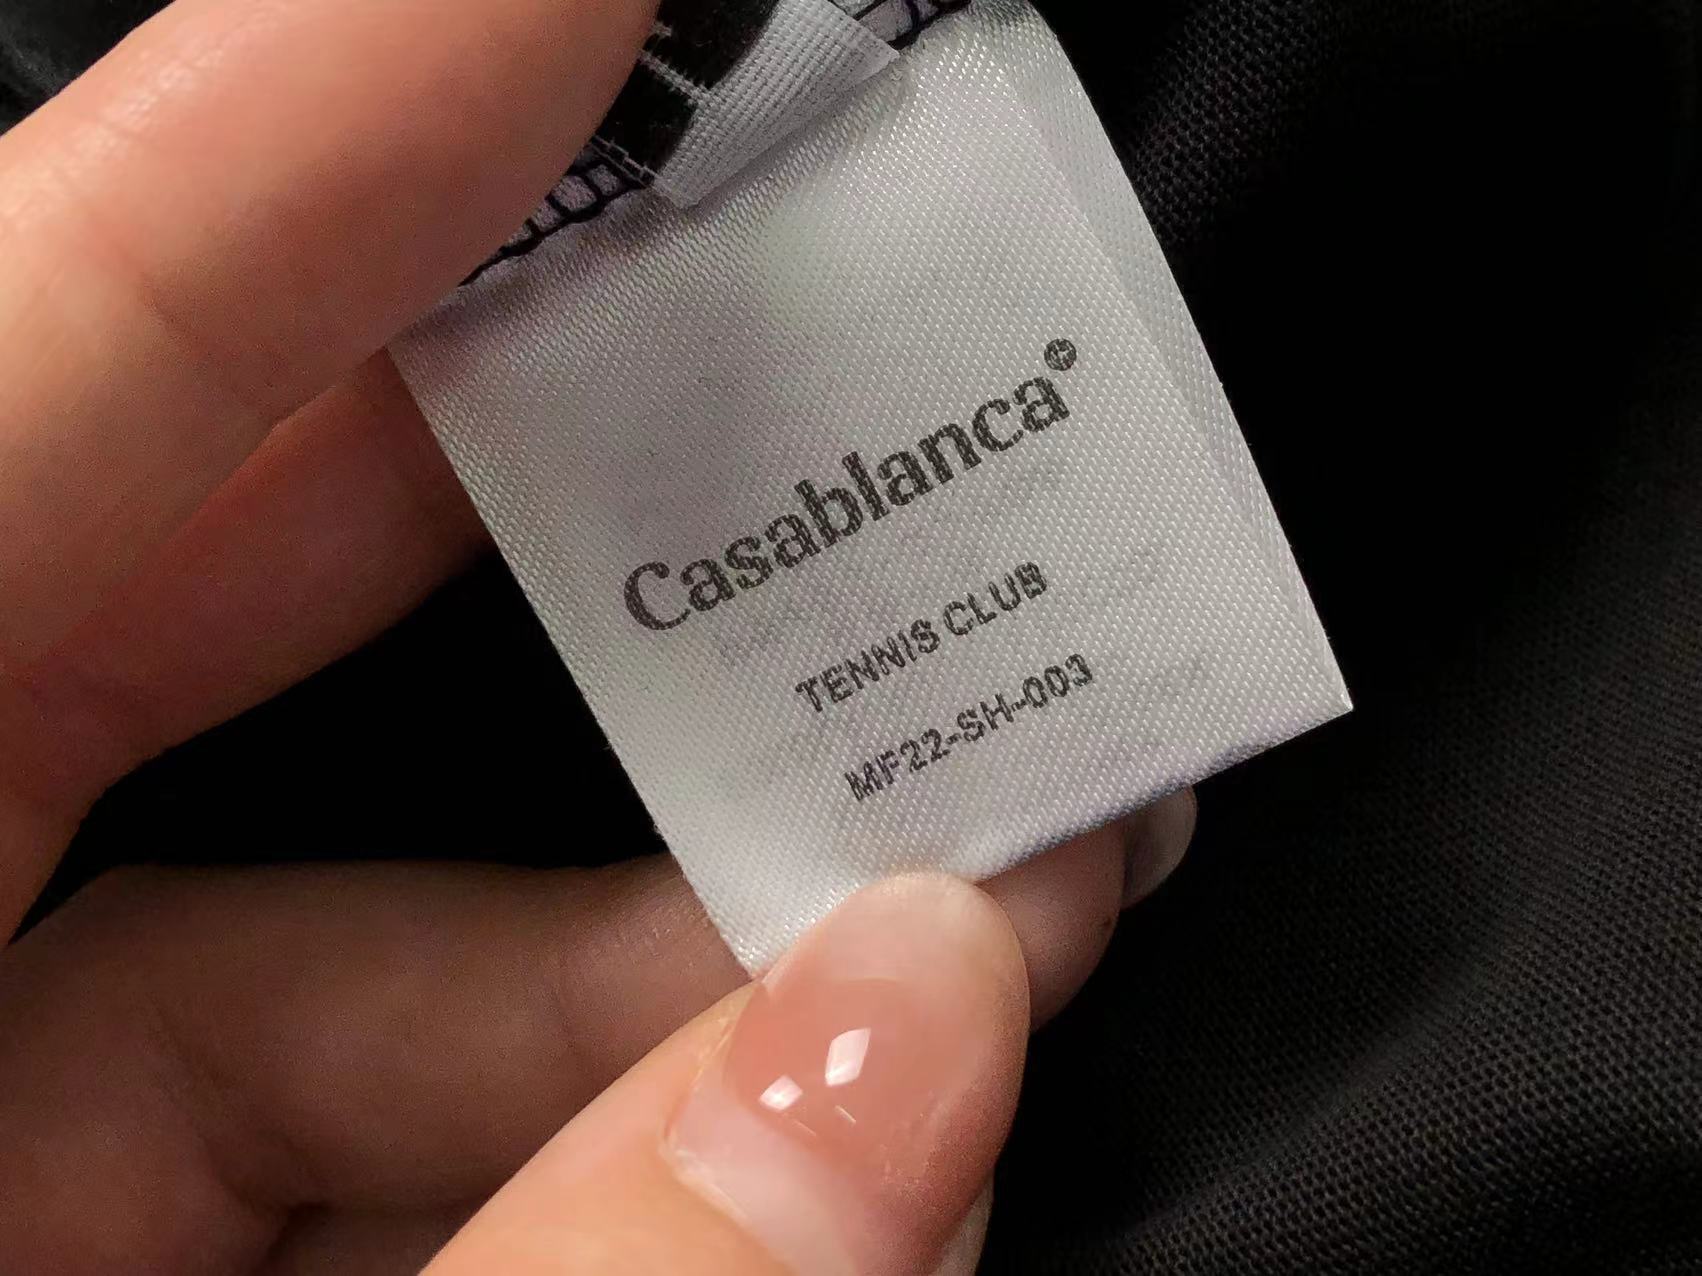 Casablanca©
TENNIS CLUB
MF22-SH-003